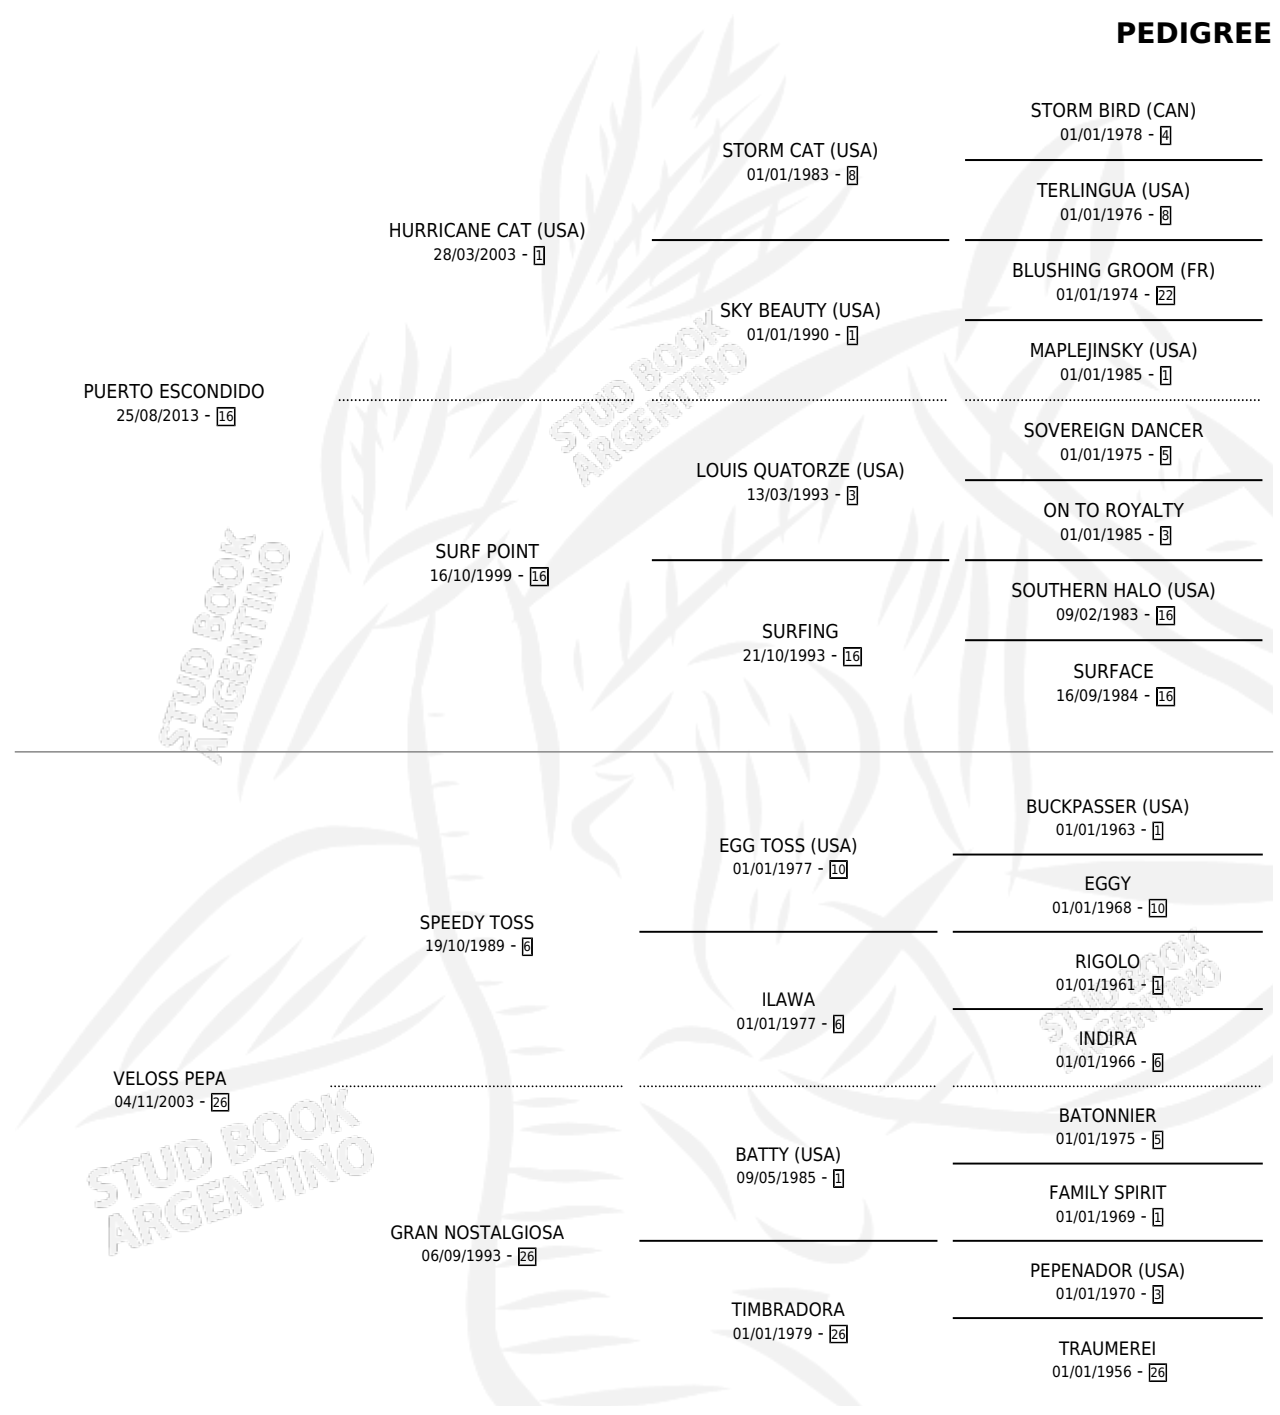 PEDIGREE
STORM BIRD (CAN)
01/01/1978 - 4
STORM CAT (USA)
01/01/1983 - 8
TERLINGUA (USA)
01/01/1976 - 8
HURRICANE CAT (USA)
28/03/2003 - 1
BLUSHING GROOM (FR)
01/01/1974 - 22
SKY BEAUTY (USA)
01/01/1990 - 1
MAPLEJINSKY (USA)
01/01/1985 - 1
PUERTO ESCONDIDO
25/08/2013 - 16
SOVEREIGN DANCER
01/01/1975 - 5
LOUIS QUATORZE (USA)
13/03/1993 - 3
ON TO ROYALTY
01/01/1985 - 3
SURF POINT
16/10/1999 - 16
SOUTHERN HALO (USA)
09/02/1983 - 16
SURFING
21/10/1993 - 16
SURFACE
16/09/1984 - 16
BUCKPASSER (USA)
01/01/1963 - 1
EGG TOSS (USA)
01/01/1977 - 10
EGGY
01/01/1968 - 10
SPEEDY TOSS
19/10/1989 - 6
RIGOLO
01/01/1961 - 1
ILAWA
01/01/1977 - 6
INDIRA
01/01/1966 - 6
VELOSS PEPA
04/11/2003 - 26
BATONNIER
01/01/1975 - 5
BATTY (USA)
09/05/1985 - 1
FAMILY SPIRIT
01/01/1969 - 1
GRAN NOSTALGIOSA
06/09/1993 - 26
PEPENADOR (USA)
01/01/1970 - 3
TIMBRADORA
01/01/1979 - 26
TRAUMEREI
01/01/1956 - 26
STUD BOOK
ARGENTINO
STUD BOOK
ARGENTINO
STUD BOOK
ARGENTINO
STUD BOOK
ARGENTINO